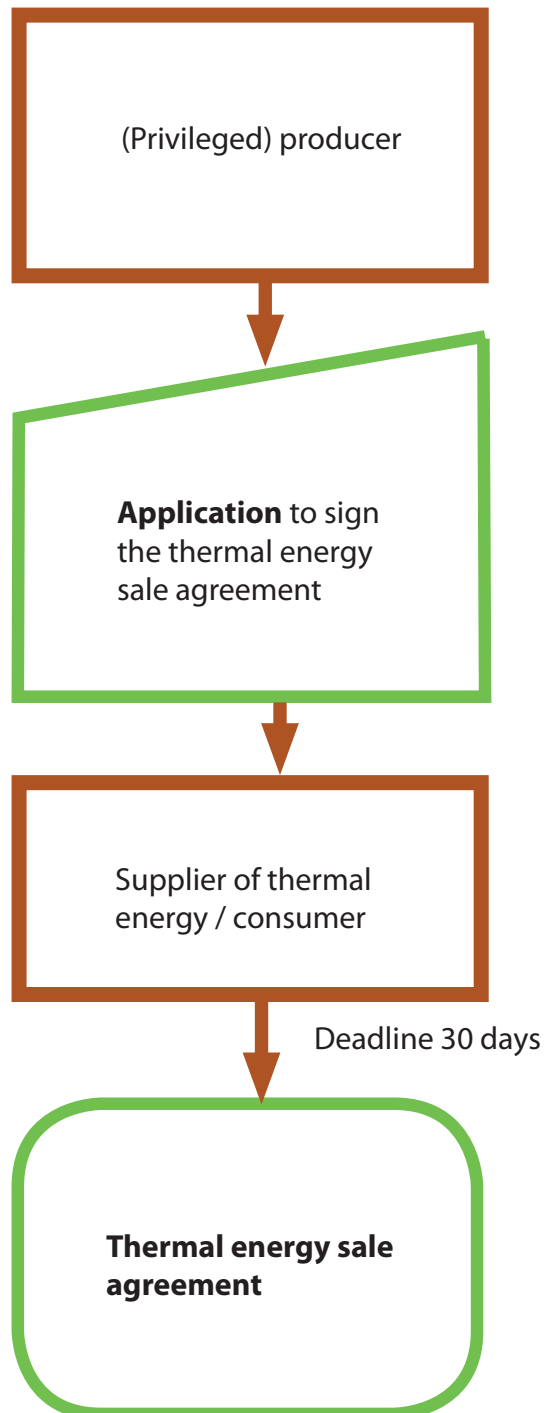 (Privileged) producer
Application to sign
the thermal energy
sale agreement
Supplier of thermal
energy / consumer
Deadline 30 days
Thermal energy sale
agreement